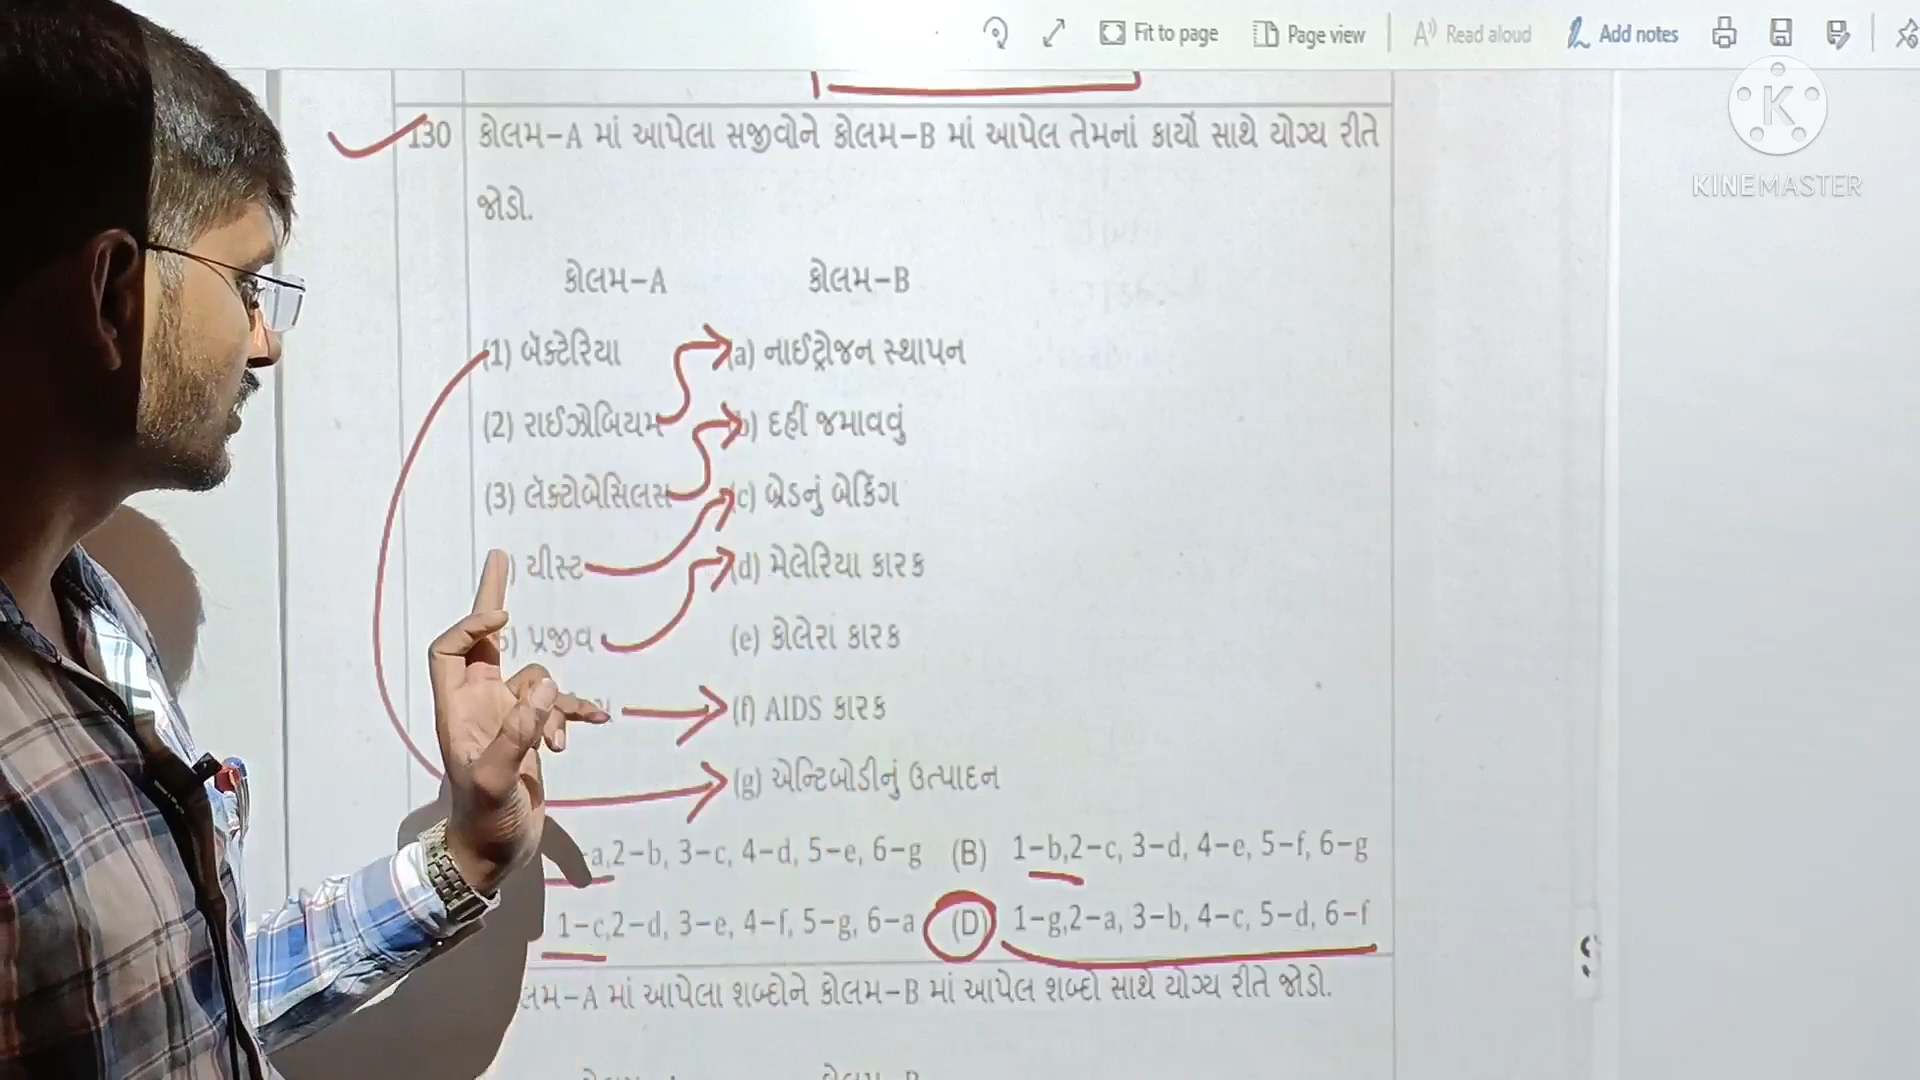 Fit to page Page view Read aloud Add notes
KINEMASTER
130 કોલમ-A માં આપેલા સજીવોને કોલમ-B માં આપેલ તેમનાં કાર્યો સાથે યોગ્ય રીતે
જોડો.
કોલમ-A કોલમ-B
(1) બૅક્ટેરિયા (a) નાઈટ્રોજન સ્થાપન
(2) રાઈઝોબિયમ (b) દહીં જમાવવું
(3) લૅક્ટોબેસિલસ (c) બ્રેડનું બેકિંગ
યીસ્ટ (d) મેલેરિયા કારક
5) પ્રજીવ (e) કોલેરા કારક
(f) AIDS કારક
(g) એન્ટિબોડીનું ઉત્પાદન
-a,2-b, 3-c, 4-d, 5-e, 6-g (B) 1-b,2-c, 3-d, 4-e, 5-f, 6-g
1-c,2-d, 3-e, 4-f, 5-g, 6-a (D) 1-g,2-a, 3-b, 4-c, 5-d, 6-f
લમ-A માં આપેલા શબ્દોને કોલમ-B માં આપેલ શબ્દો સાથે યોગ્ય રીતે જોડો.